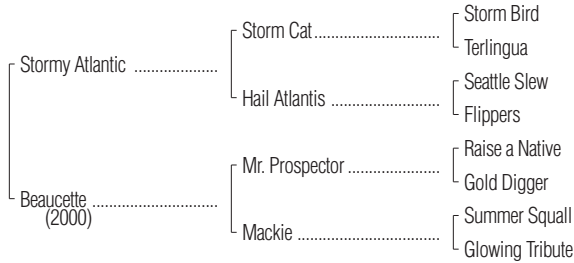 Storm Bird
Storm Cat
Terlingua
Stormy Atlantic
Seattle Slew
Hail Atlantis
Flippers
Raise a Native
Mr. Prospector
Gold Digger
Beaucette
(2000)
Summer Squall
Mackie
Glowing Tribute